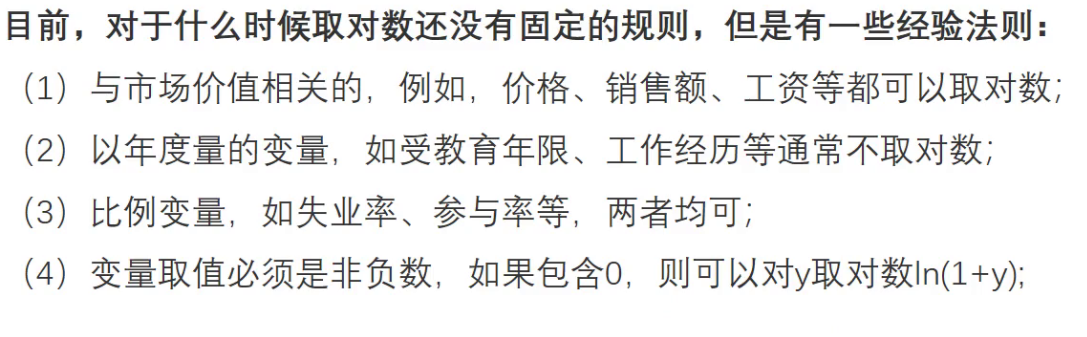 目前，对于什么时候取对数还没有固定的规则，但是有一些经验法则：
（1）与市场价值相关的，例如，价格、销售额、工资等都可以取对数；
（2）以年度量的变量，如受教育年限、工作经历等通常不取对数；
（3）比例变量，如失业率、参与率等，两者均可；
（4）变量取值必须是非负数，如果包含0，则可以对y取对数ln(1+y);